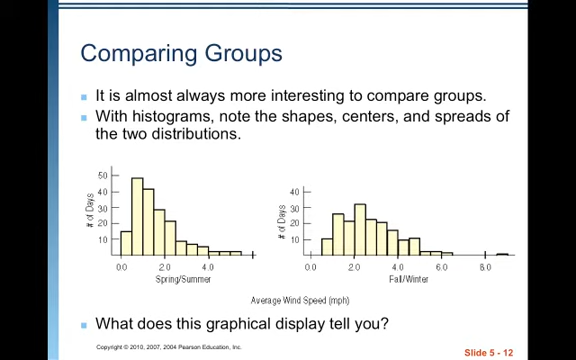 Comparing Groups
It is almost always more interesting to compare groups.
With histograms, note the shapes, centers, and spreads of
the two distributions.
50
40
30
20
10
# of Days
0.0 2.0 4.0
Spring/Summer
40
30
20
10
# of Days
0.0 2.0 4.0 6.0 8.0
Fall/Winter
Average Wind Speed (mph)
What does this graphical display tell you?
Copyright © 2010, 2007, 2004 Pearson Education, Inc.
Slide 5 - 12